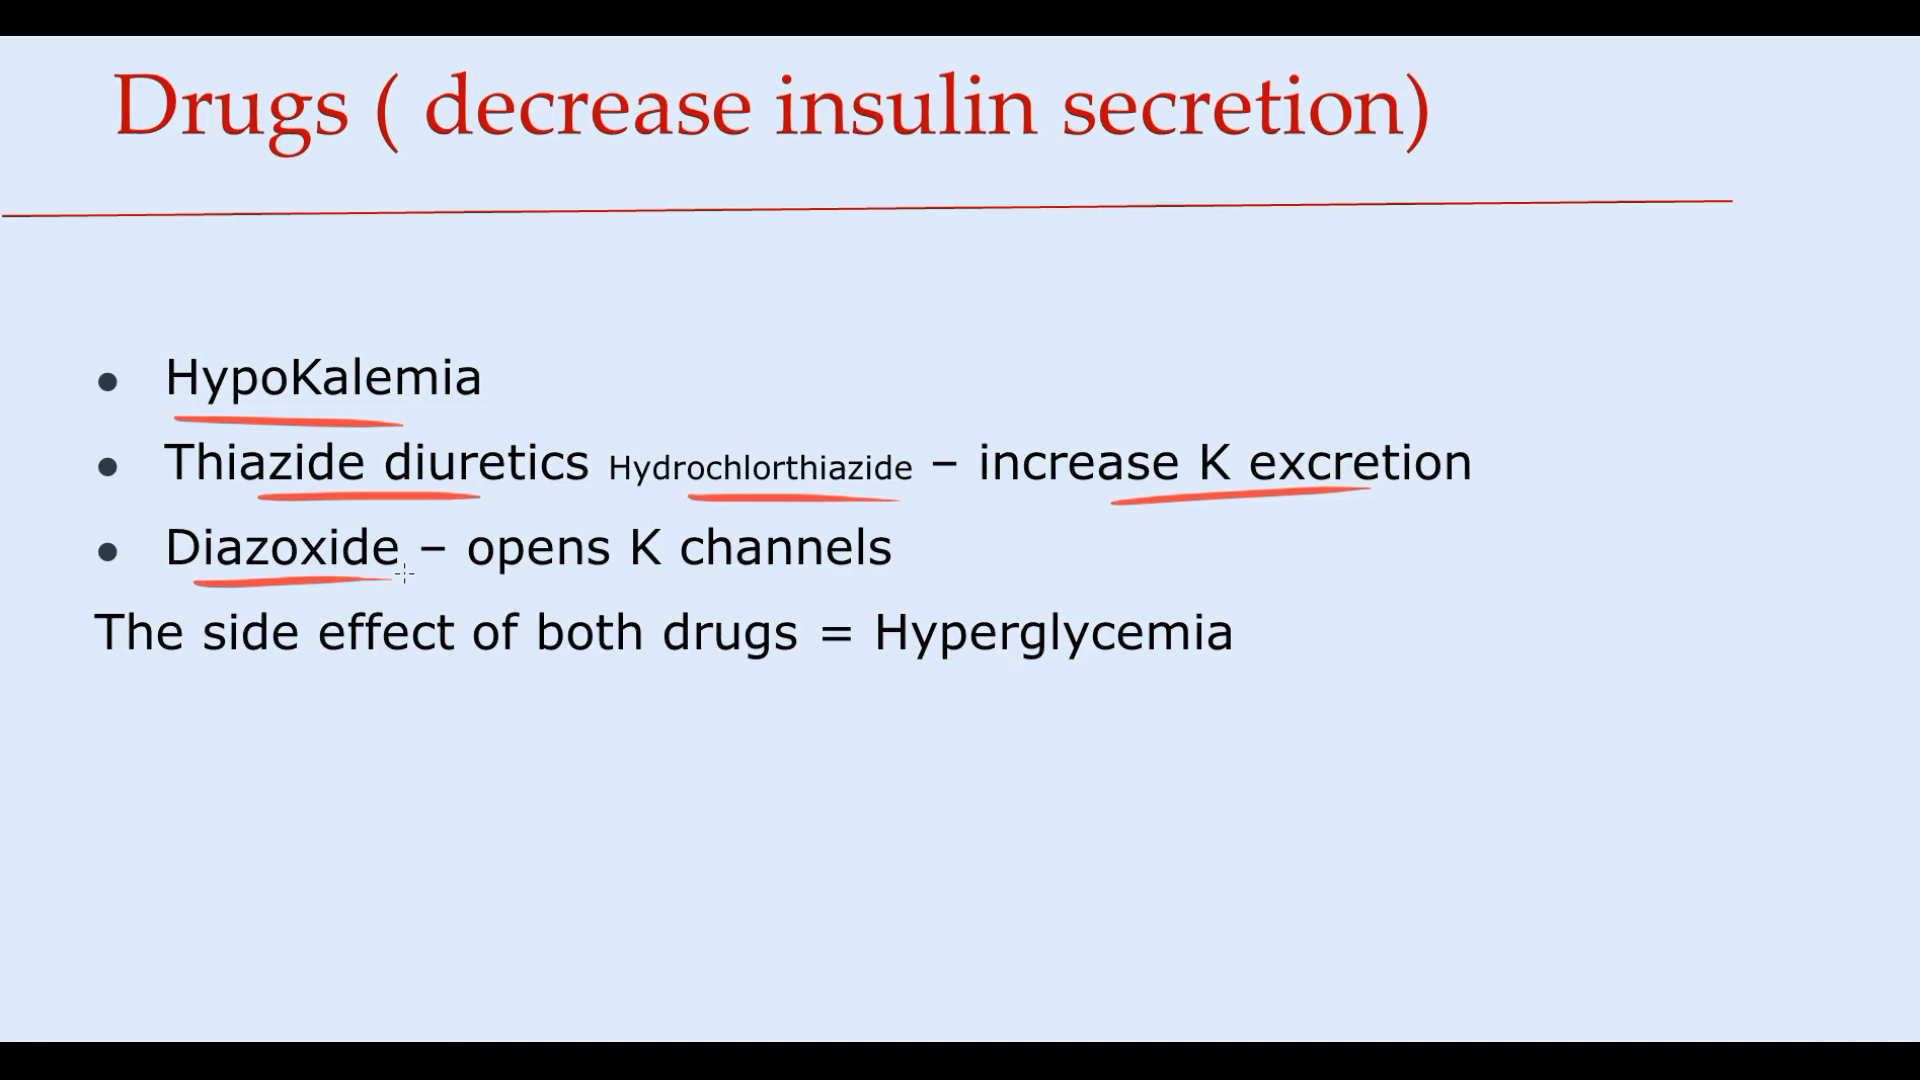 Drugs ( decrease insulin secretion)
● HypoKalemia
● Thiazide diuretics Hydrochlorthiazide – increase K excretion
● Diazoxide – opens K channels
The side effect of both drugs = Hyperglycemia